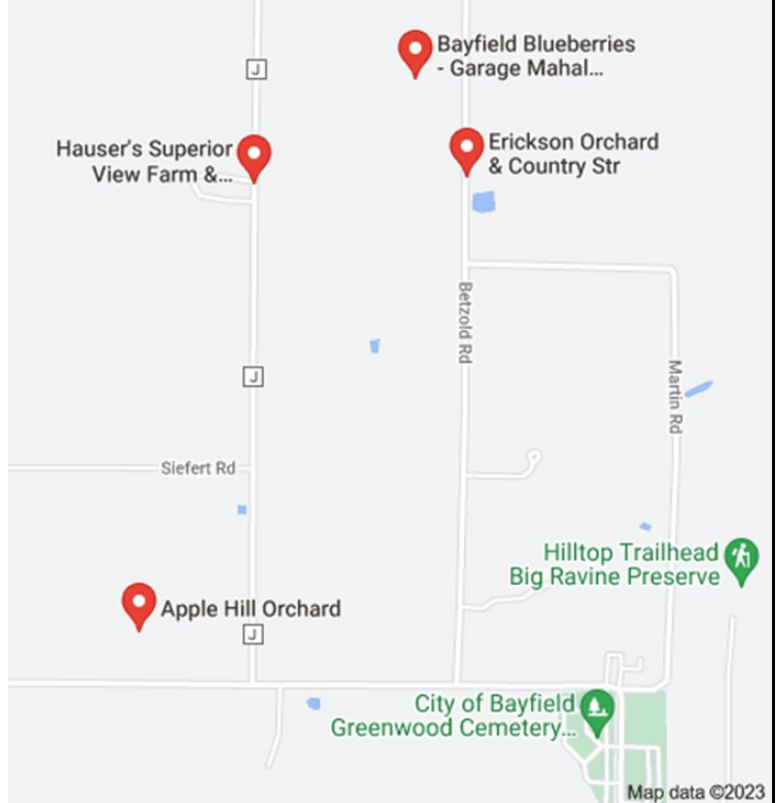 Bayfield Blueberries
- Garage Mahal...
J
Hauser's Superior
View Farm &...
Erickson Orchard
& Country Str
Betzold Rd
J
Martin Rd
Siefert Rd
Hilltop Trailhead
Big Ravine Preserve
Apple Hill Orchard
J
City of Bayfield
Greenwood Cemetery...
Map data ©2023